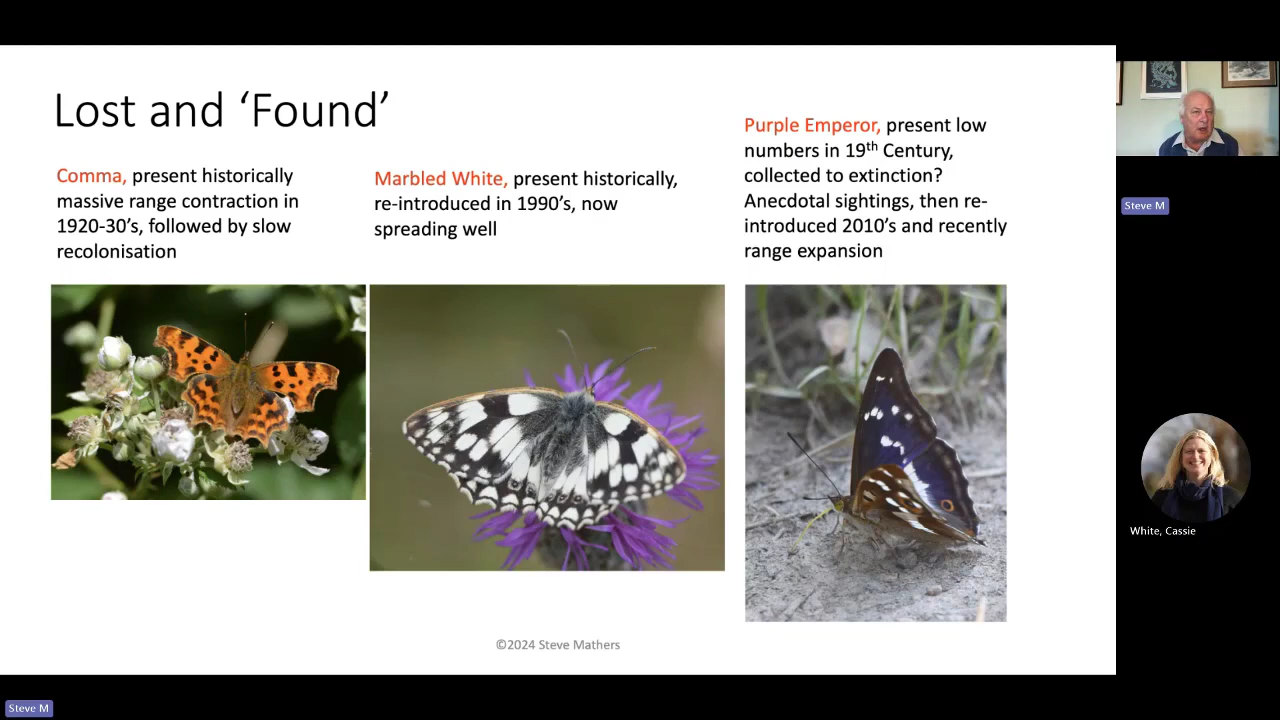 Lost and ‘Found’
Comma, present historically
massive range contraction in
1920-30’s, followed by slow
recolonisation
Marbled White, present historically,
re-introduced in 1990’s, now
spreading well
Purple Emperor, present low
numbers in 19th Century,
collected to extinction?
Anecdotal sightings, then re-
introduced 2010’s and recently
range expansion
©2024 Steve Mathers
Steve M
White, Cassie
Steve M